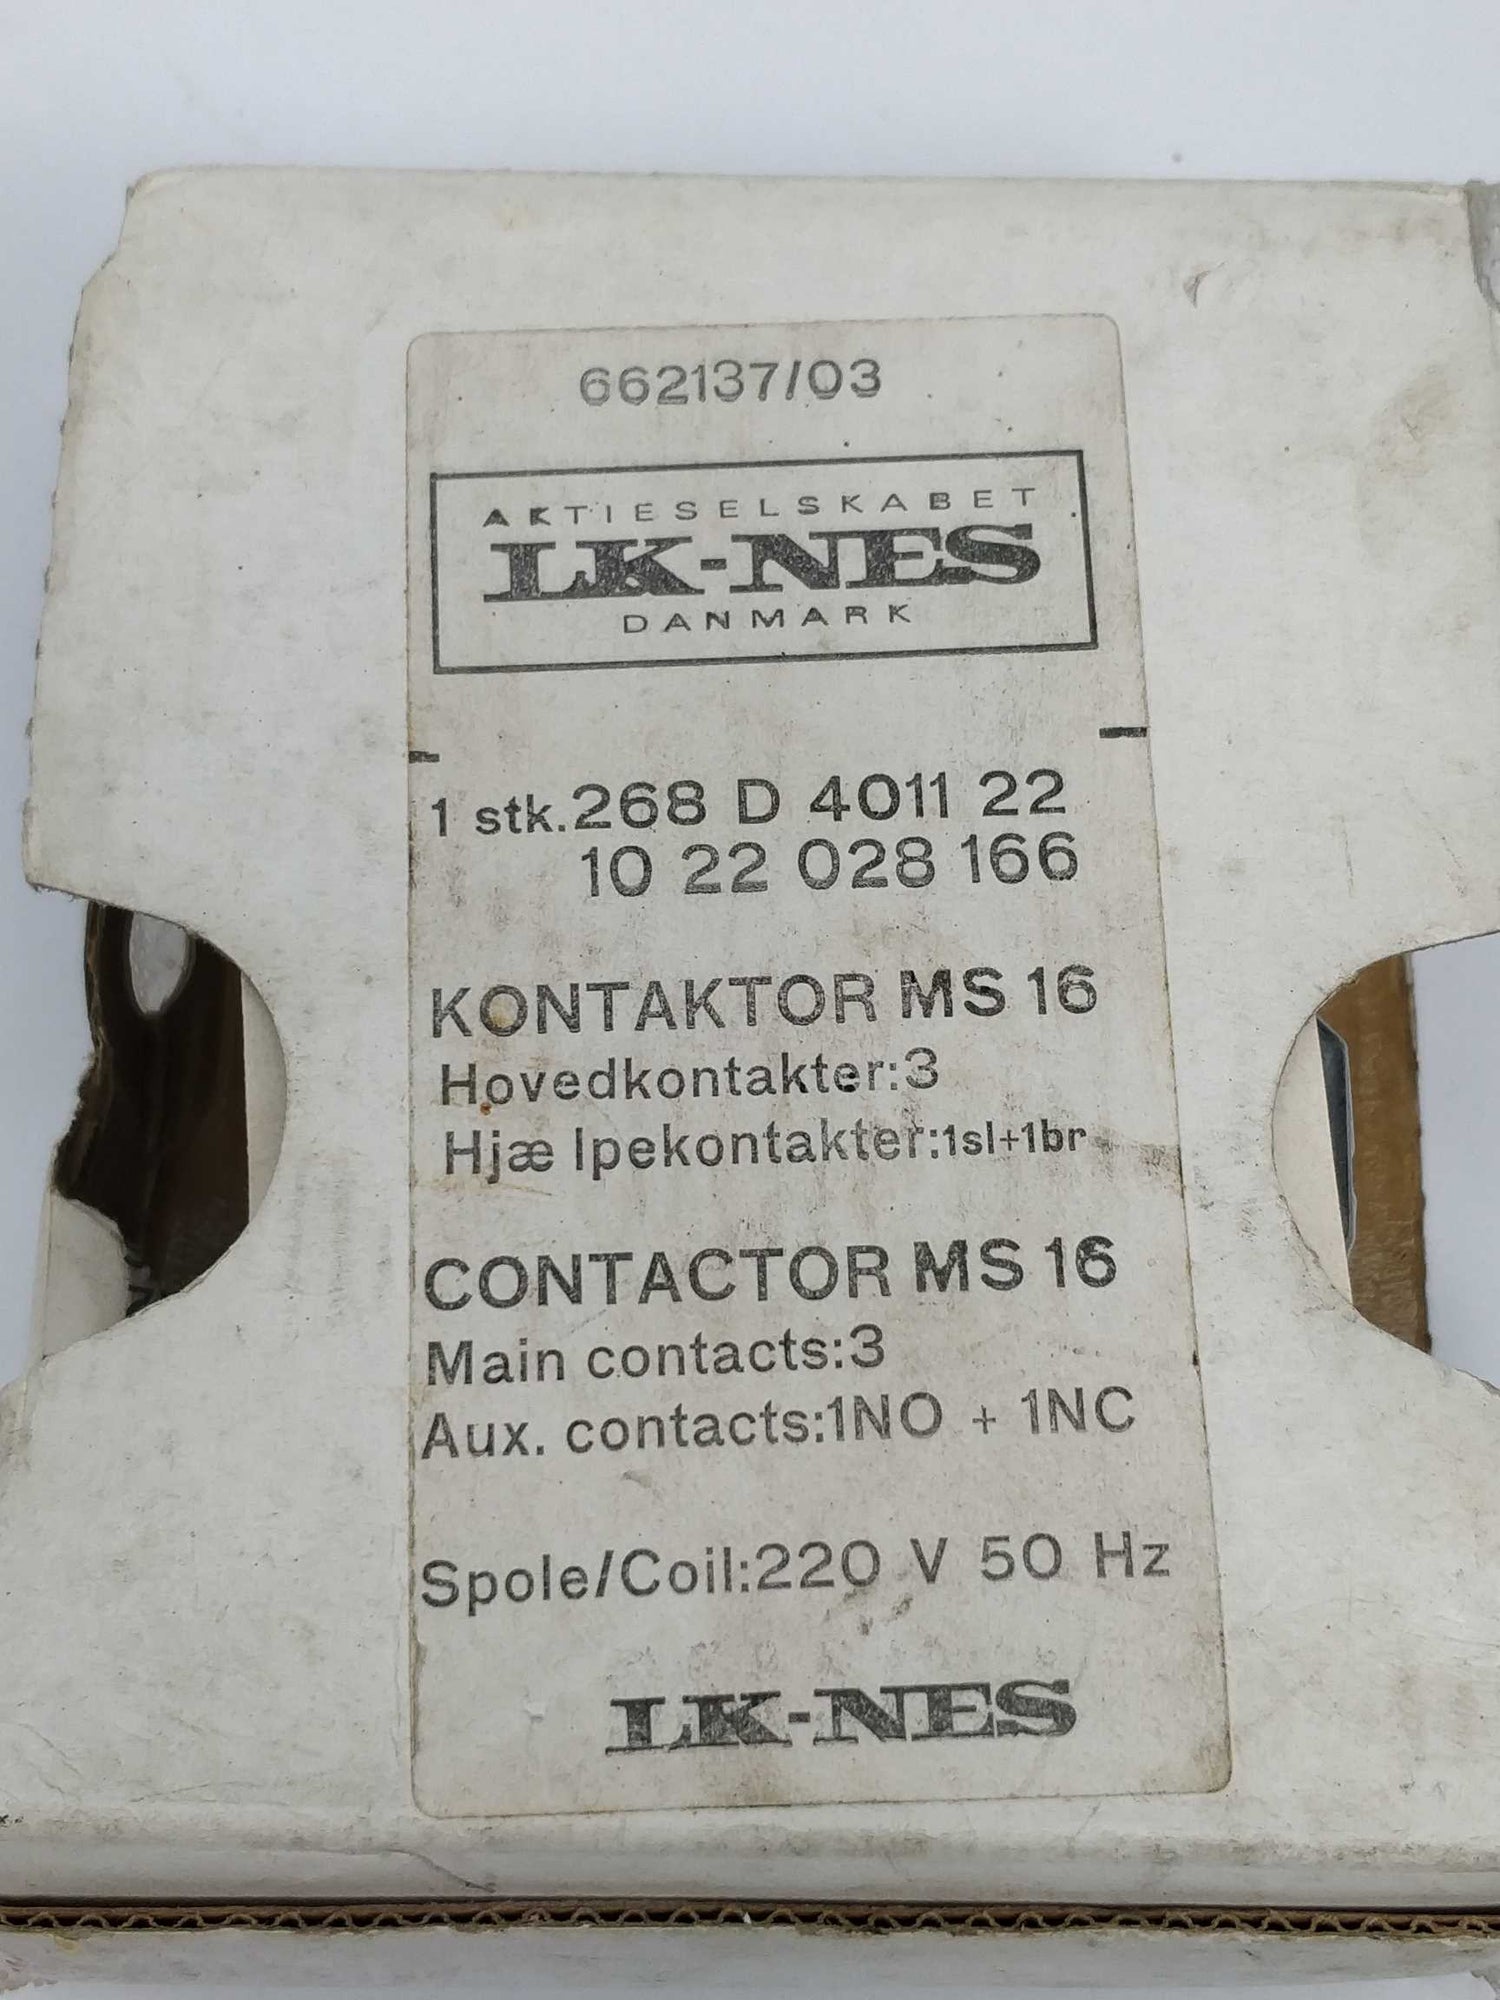 662137/03
AKTIESELSKABET
LK-NES
DANMARK
1 stk. 268 D 4011 22
10 22 028 166
KONTAKTOR MS 16
Hovedkontakter:3
Hjæ lpekontakter:1sl+1br
CONTACTOR MS 16
Main contacts:3
Aux. contacts:1NO + 1NC
Spole/Coil:220 V 50 Hz
LK-NES